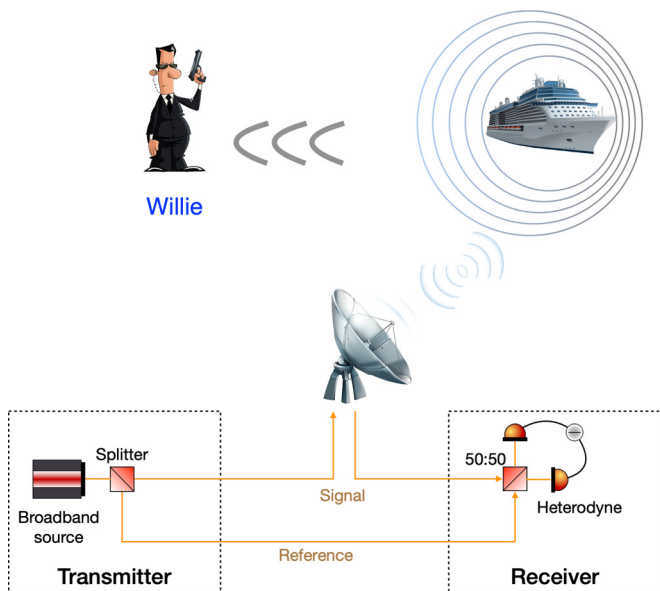 Willie
Splitter
50:50
Signal
Heterodyne
Broadband
source
Reference
Transmitter
Receiver